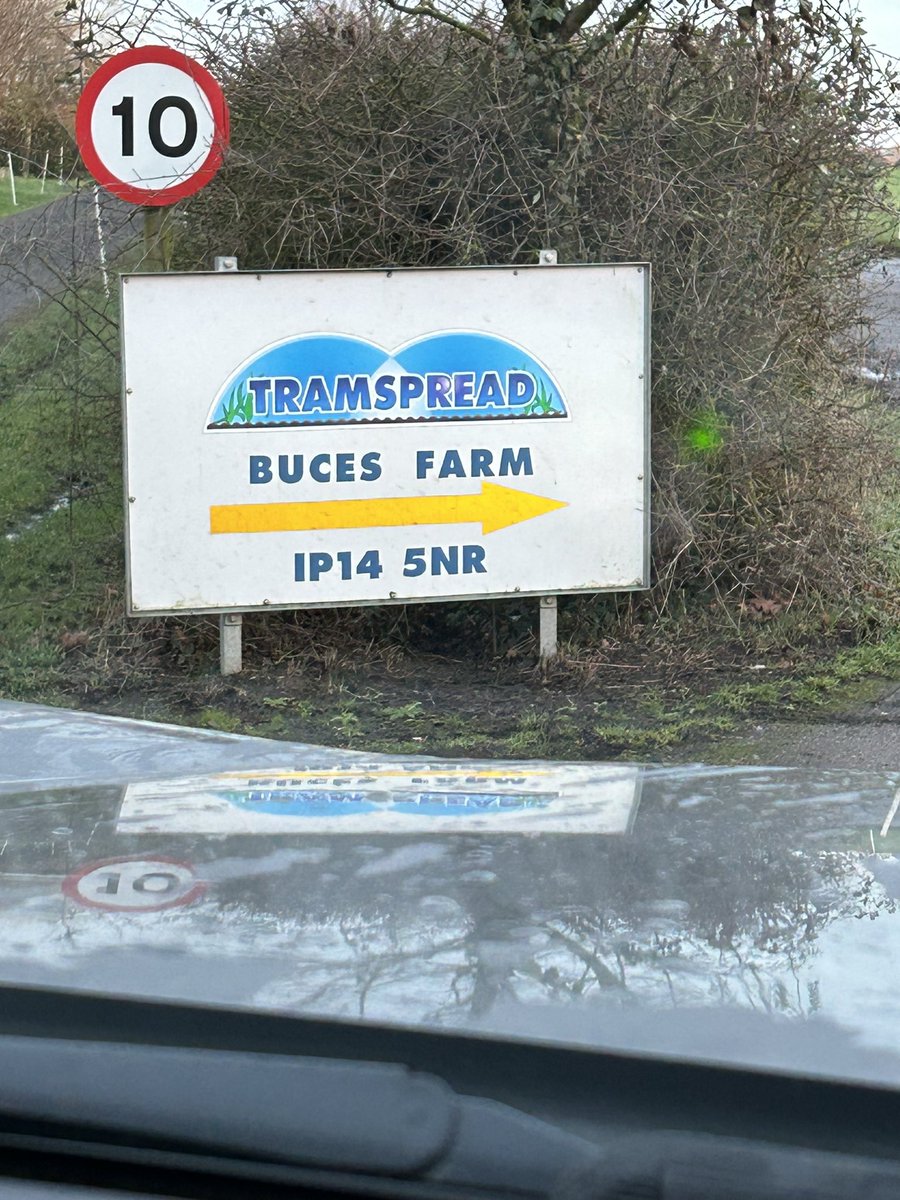 10
TRAMSPREAD
BUCES FARM
IP14 5NR